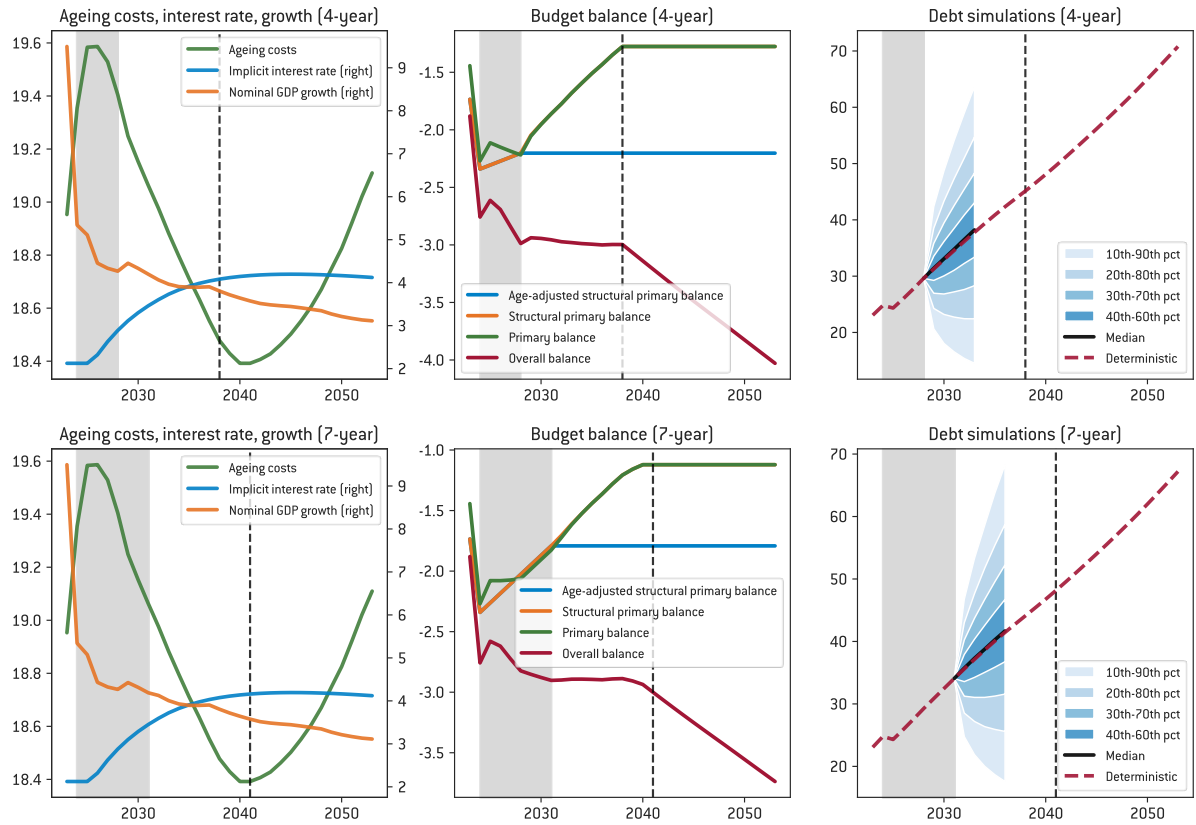 Ageing costs, interest rate, growth (4-year)
19.6
19.4
19.2
19.0
18.8
18.6
18.4
9
8
7
6
5
4
3
2
2030
2040
2050
Ageing costs
Implicit interest rate (right)
Nominal GDP growth (right)
Budget balance (4-year)
-1.5
-2.0
-2.5
-3.0
-3.5
-4.0
2030
2040
2050
Age-adjusted structural primary balance
Structural primary balance
Primary balance
Overall balance
Debt simulations (4-year)
70
60
50
40
30
20
2030
2040
2050
10th-90th pct
20th-80th pct
30th-70th pct
40th-60th pct
Median
Deterministic
Ageing costs, interest rate, growth (7-year)
19.6
19.4
19.2
19.0
18.8
18.6
18.4
9
8
7
6
5
4
3
2
2030
2040
2050
Ageing costs
Implicit interest rate (right)
Nominal GDP growth (right)
Budget balance (7-year)
-1.0
-1.5
-2.0
-2.5
-3.0
-3.5
2030
2040
2050
Age-adjusted structural primary balance
Structural primary balance
Primary balance
Overall balance
Debt simulations (7-year)
70
60
50
40
30
20
2030
2040
2050
10th-90th pct
20th-80th pct
30th-70th pct
40th-60th pct
Median
Deterministic